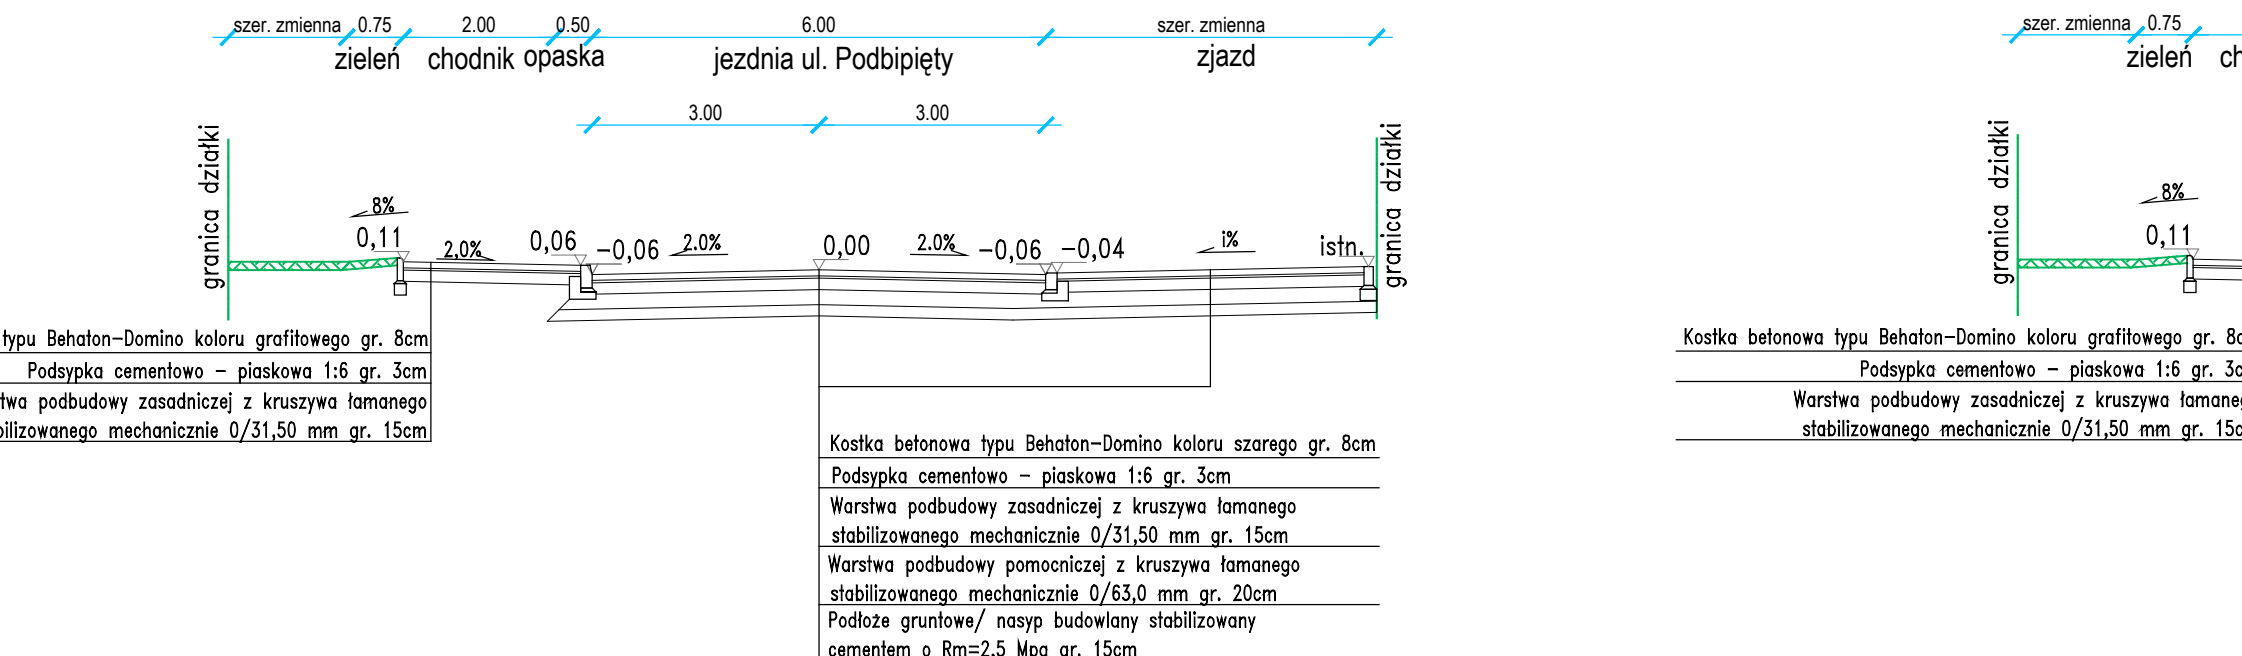 szer. zmienna 0.75 2.00 0.50 6.00 szer. zmienna
zieleń chodnik opaska jezdnia ul. Podbipięty zjazd
3.00 3.00
granica działki
8%
0,11 2,0% 0,06 -0,06 2.0% 0,00 2.0% -0,06 -0,04 i% istn.
granica działki
typu Behaton-Domino koloru grafitowego gr. 8cm
Podsypka cementowo - piaskowa 1:6 gr. 3cm
podbudowy zasadniczej z kruszywa łamanego
mechanicznie 0/31,50 mm gr. 15cm
Kostka betonowa typu Behaton-Domino koloru szarego gr. 8cm
Podsypka cementowo - piaskowa 1:6 gr. 3cm
Warstwa podbudowy zasadniczej z kruszywa łamanego
stabilizowanego mechanicznie 0/31,50 mm gr. 15cm
Warstwa podbudowy pomocniczej z kruszywa łamanego
stabilizowanego mechanicznie 0/63,0 mm gr. 20cm
Podłoże gruntowe/ nasyp budowlany stabilizowany
cementem o Rm=2,5 Mpa gr. 15cm
szer. zmienna 0.75
zieleń
granica działki
8%
0,11
Kostka betonowa typu Behaton-Domino koloru grafitowego gr.
Podsypka cementowo - piaskowa 1:6 gr.
Warstwa podbudowy zasadniczej z kruszywa
stabilizowanego mechanicznie 0/31,50 mm gr.